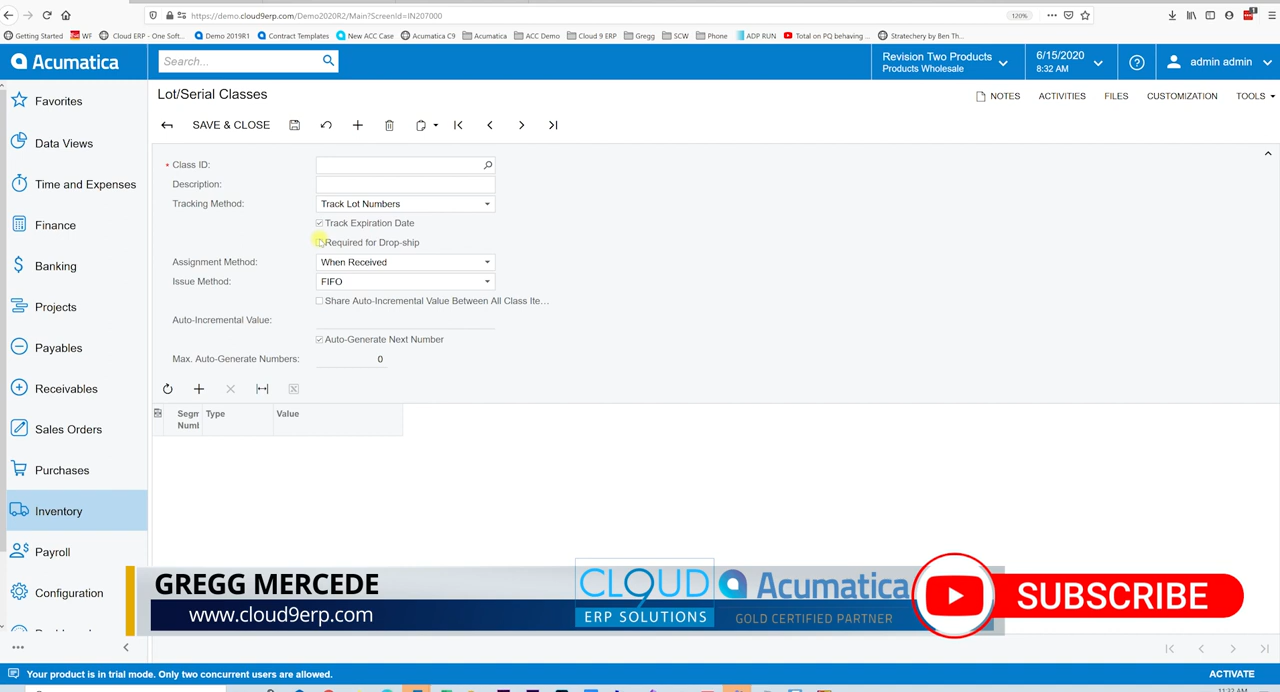 https://demo.cloud9erp.com/Demo2020R2/Main?ScreenId=IN207000
120%
Getting Started
WF
Cloud ERP - One Soft...
Demo 2019R1
Contract Templates
New ACC Case
Acumatica C9
Acumatica
ACC Demo
Cloud 9 ERP
Gregg
SCW
Phone
ADP RUN
Total on PQ behaving ...
Stratechery by Ben Th...
Acumatica
Search...
Revision Two Products
Products Wholesale
6/15/2020
8:32 AM
admin admin
Favorites
Data Views
Time and Expenses
Finance
Banking
Projects
Payables
Receivables
Sales Orders
Purchases
Inventory
Payroll
Configuration
Lot/Serial Classes
NOTES
ACTIVITIES
FILES
CUSTOMIZATION
TOOLS
SAVE & CLOSE
* Class ID:
Description:
Tracking Method: Track Lot Numbers
Track Expiration Date
Required for Drop-ship
Assignment Method: When Received
Issue Method: FIFO
Share Auto-Incremental Value Between All Class Ite...
Auto-Incremental Value:
Auto-Generate Next Number
Max. Auto-Generate Numbers: 0
Segm
Numl
Type
Value
GREGG MERCEDE
www.cloud9erp.com
CLOUD 9
ERP SOLUTIONS
Acumatica
GOLD CERTIFIED PARTNER
SUBSCRIBE
Your product is in trial mode. Only two concurrent users are allowed.
ACTIVATE